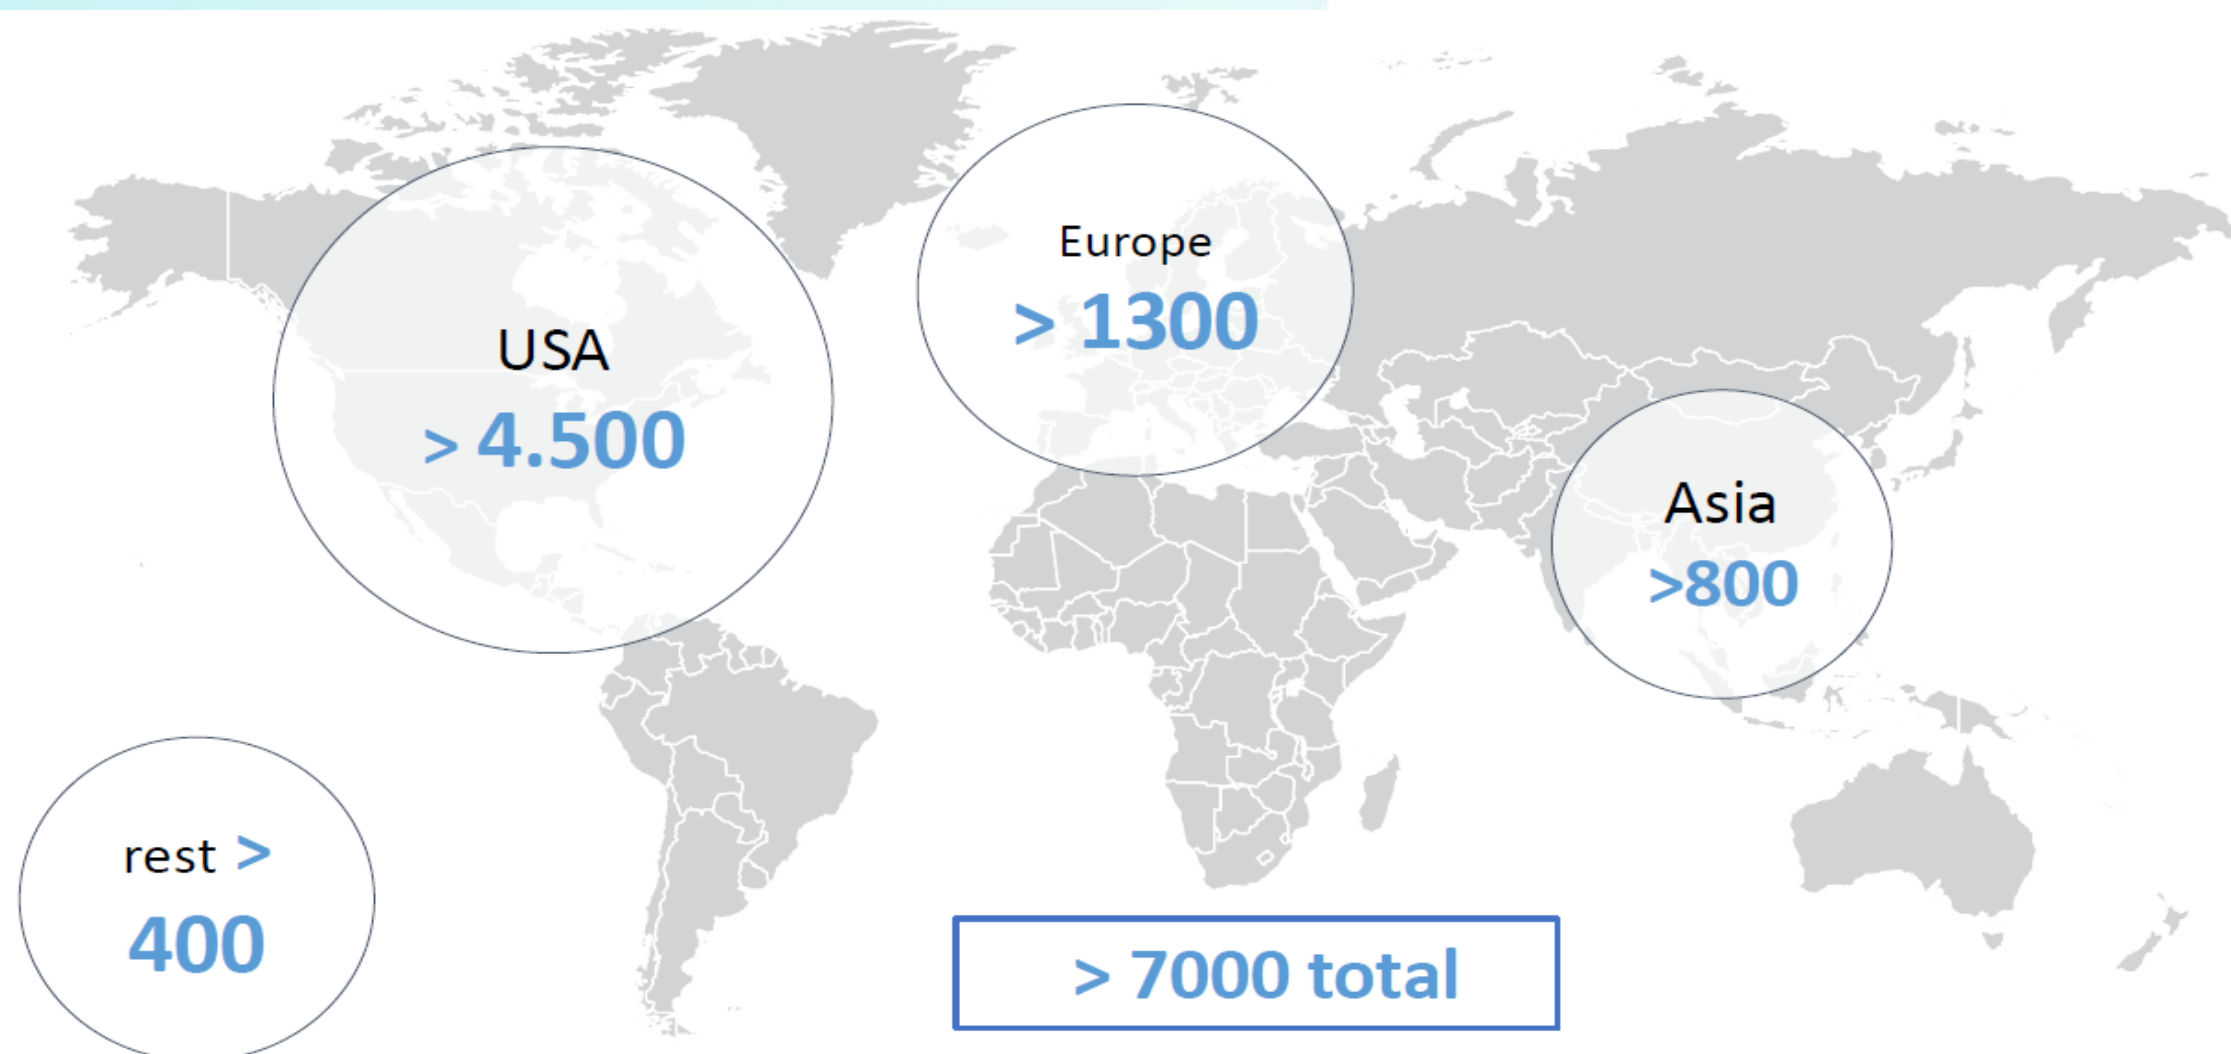 USA
> 4.500
Europe
> 1300
Asia
>800
rest >
400
> 7000 total